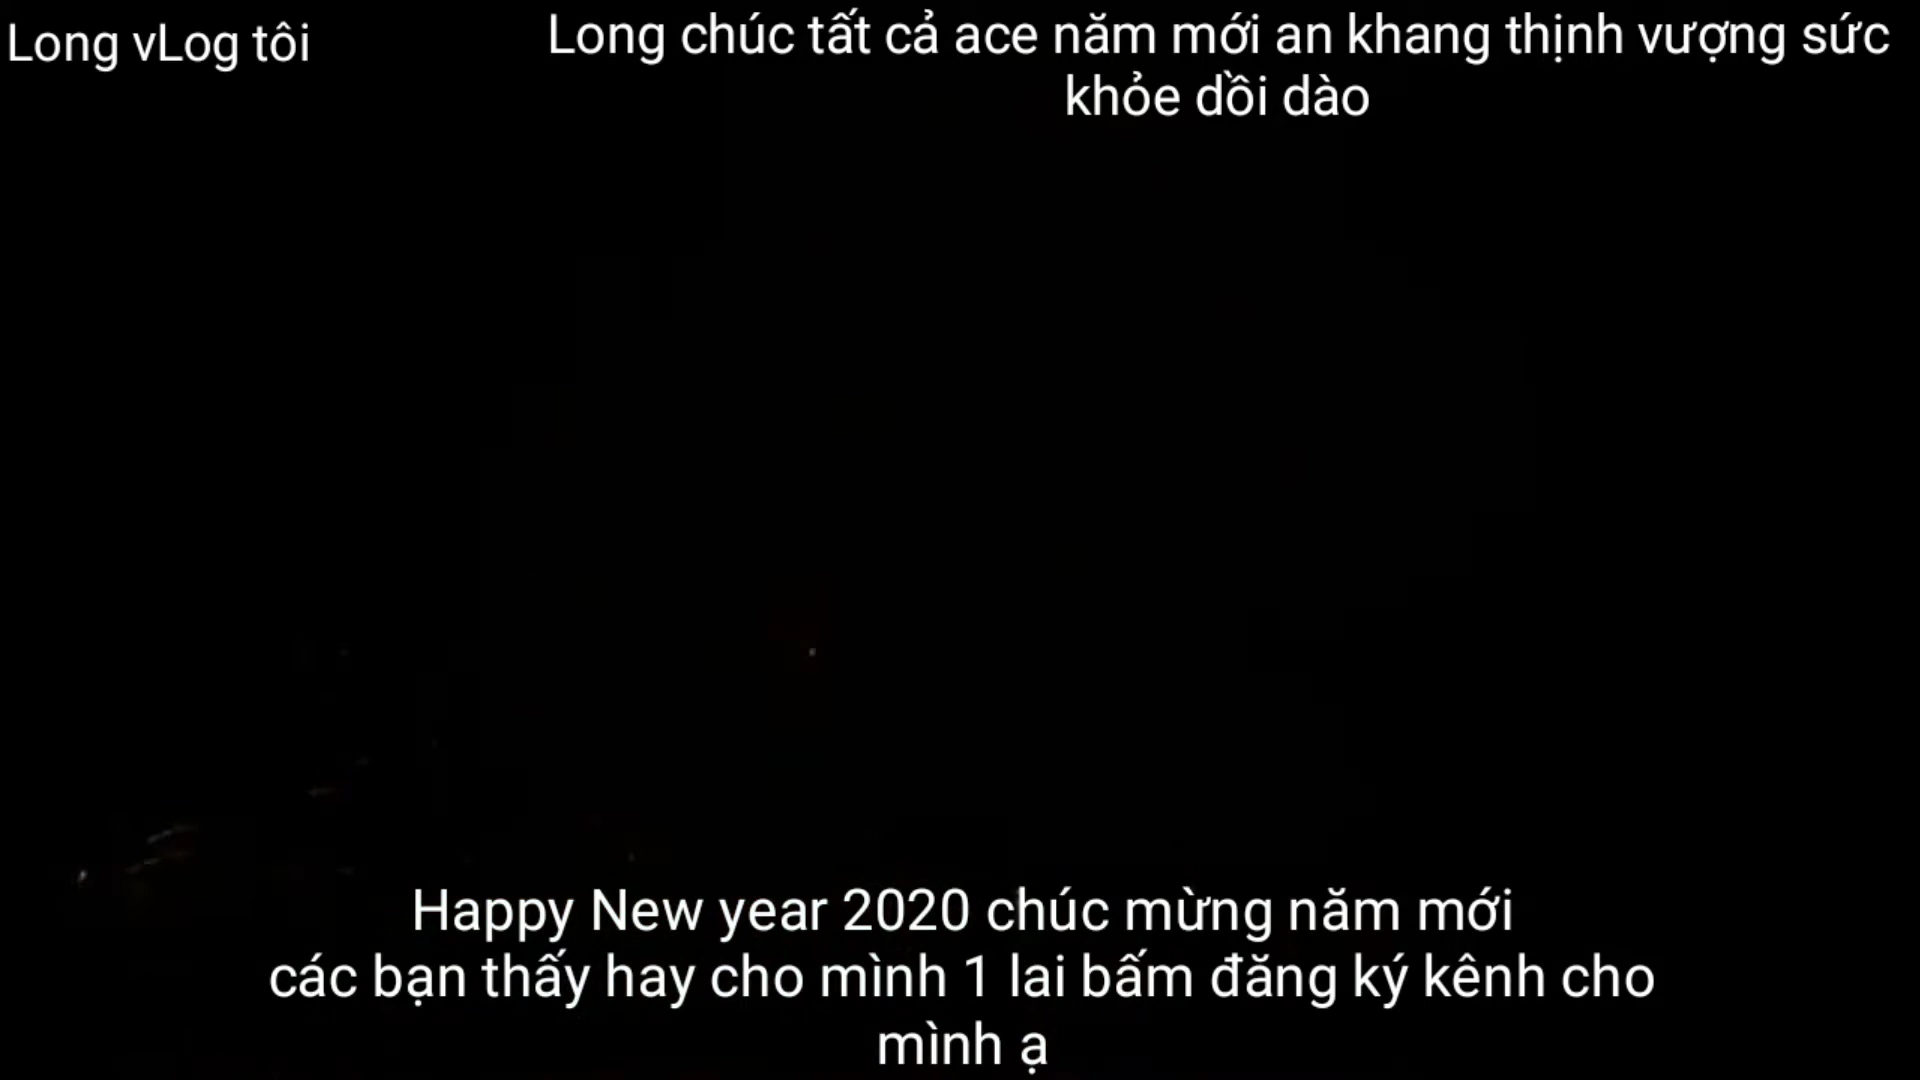 Long vLog tôi
Long chúc tất cả ace năm mới an khang thịnh vượng sức
khỏe dồi dào
Happy New year 2020 chúc mừng năm mới
các bạn thấy hay cho mình 1 lai bấm đăng ký kênh cho
mình ạ